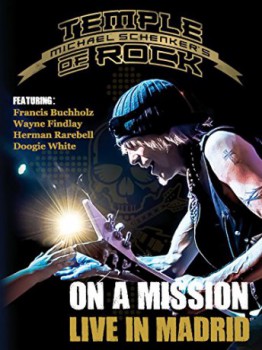 TEMPLE
MICHAEL SCHENKER'S
OF ROCK
FEATURING:
Francis Buchholz
Wayne Findlay
Herman Rarebell
Doogie White
ON A MISSION
LIVE IN MADRID